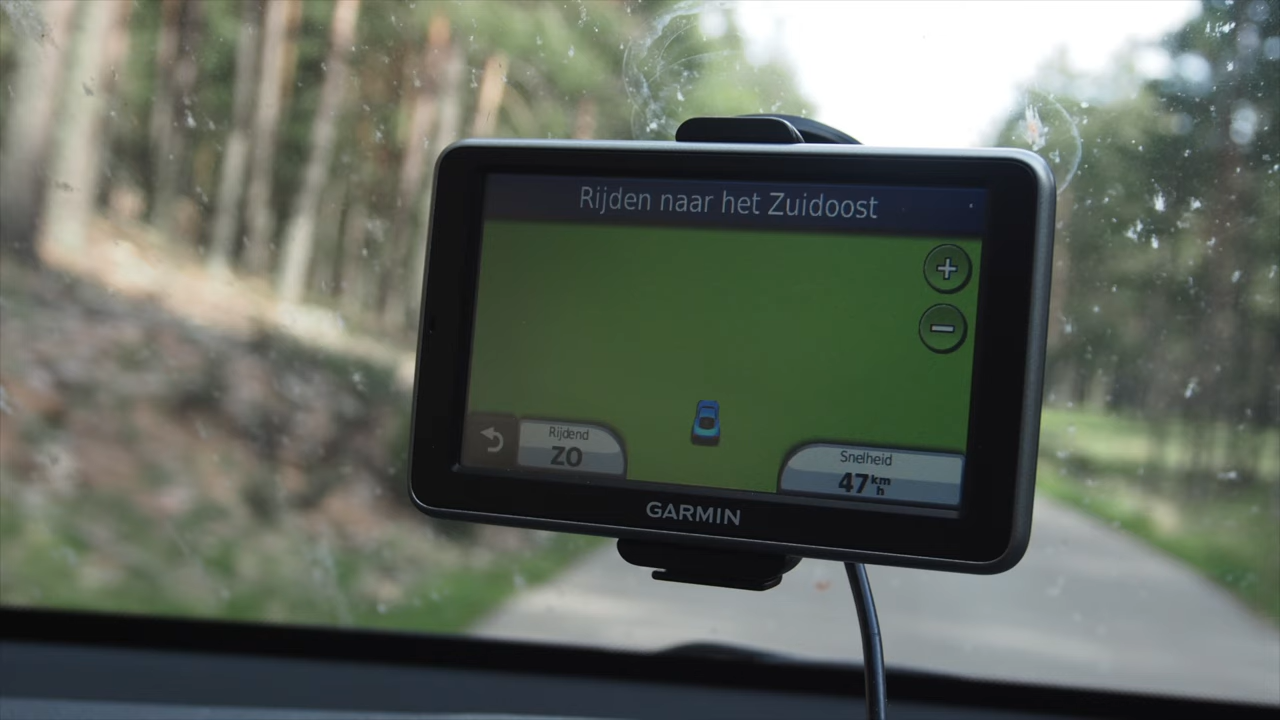 Rijden naar het Zuidoost
Rijdend
ZO
Snelheid
47 km/h
GARMIN